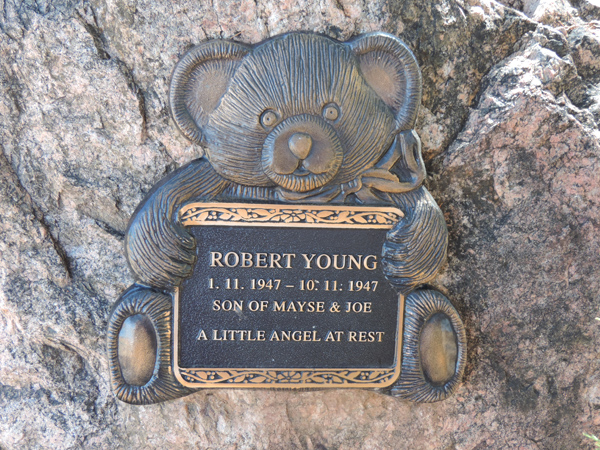 ROBERT YOUNG
1. 11. 1947 – 10. 11. 1947
SON OF MAYSE & JOE
A LITTLE ANGEL AT REST